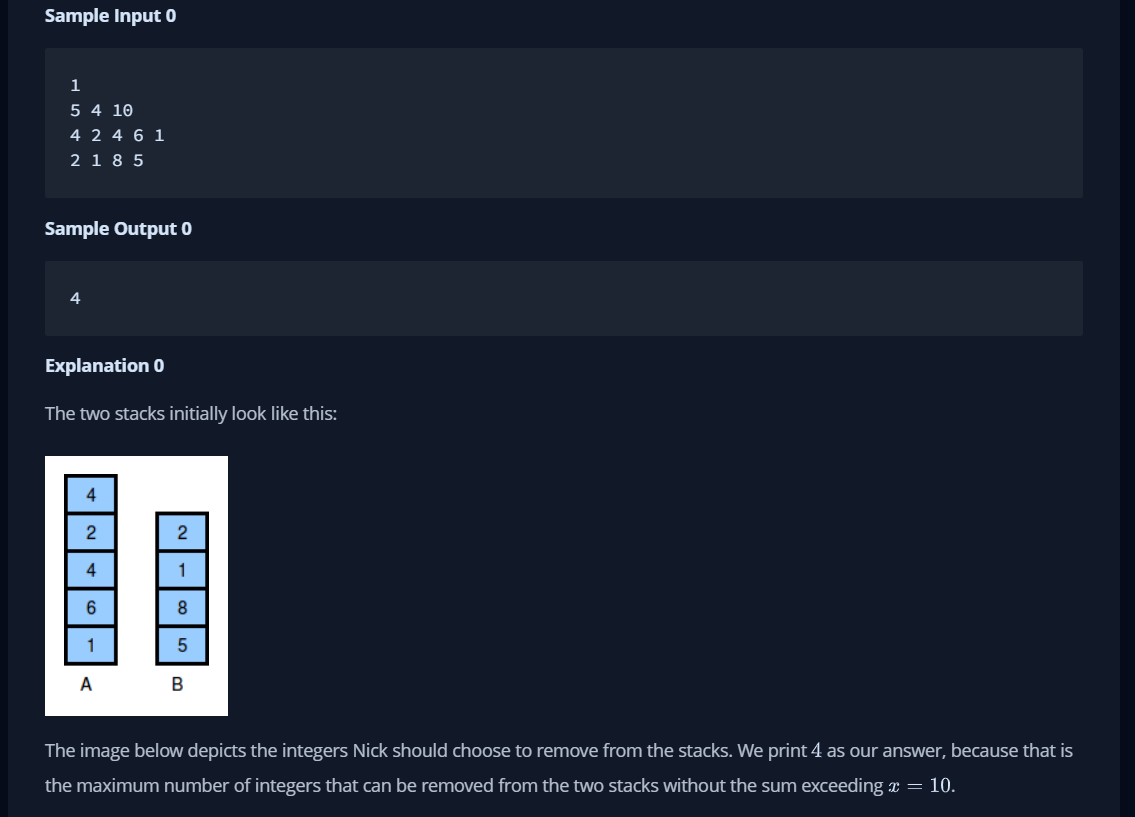 Sample Input 0
1
5 4 10
4 2 4 6 1
2 1 8 5
Sample Output 0
4
Explanation 0
The two stacks initially look like this:
4
2 2
4 1
6 8
1 5
A B
The image below depicts the integers Nick should choose to remove from the stacks. We print 4 as our answer, because that is
the maximum number of integers that can be removed from the two stacks without the sum exceeding x = 10.